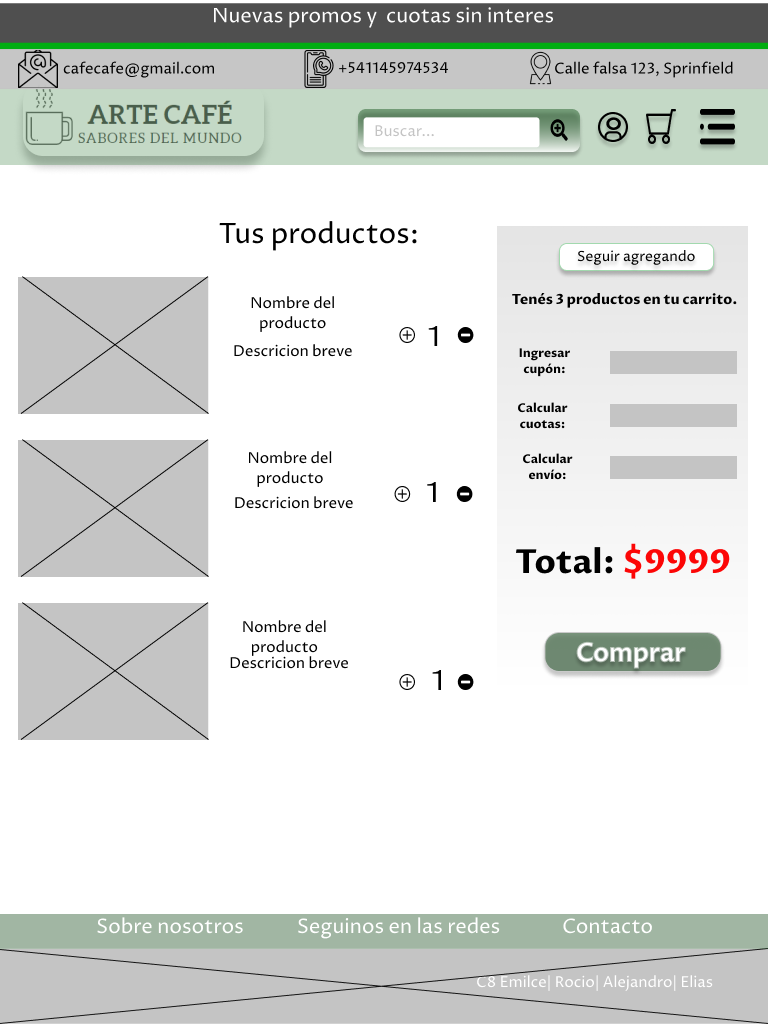 Nuevas promos y cuotas sin interes
cafecafe@gmail.com
+541145974534
Calle falsa 123, Sprinfield
ARTE CAFÉ
SABORES DEL MUNDO
Buscar...
Tus productos:
Nombre del
producto
Descricion breve
1
Nombre del
producto
Descricion breve
1
Nombre del
producto
Descricion breve
1
Seguir agregando
Tenés 3 productos en tu carrito.
Ingresar
cupón:
Calcular
cuotas:
Calcular
envío:
Total: $9999
Comprar
Sobre nosotros
Seguinos en las redes
Contacto
C8 Emilce| Rocio| Alejandro| Elias